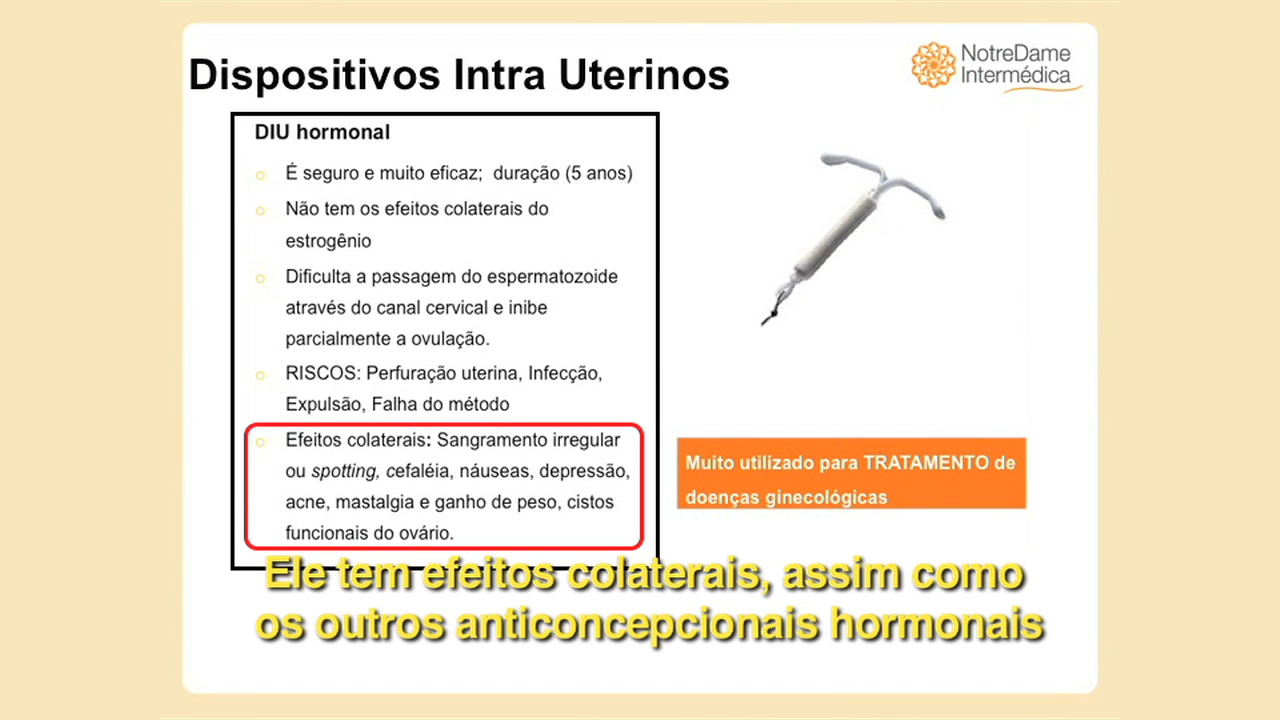 Dispositivos Intra Uterinos
NotreDame
Intermédica
DIU hormonal
É seguro e muito eficaz; duração (5 anos)
Não tem os efeitos colaterais do
estrogênio
Dificulta a passagem do espermatozoide
através do canal cervical e inibe
parcialmente a ovulação.
RISCOS: Perfuração uterina, Infecção,
Expulsão, Falha do método
Efeitos colaterais: Sangramento irregular
ou spotting, cefaléia, náuseas, depressão,
acne, mastalgia e ganho de peso, cistos
funcionais do ovário.
Muito utilizado para TRATAMENTO de
doenças ginecológicas
Ele tem efeitos colaterais, assim como
os outros anticoncepcionais hormonais